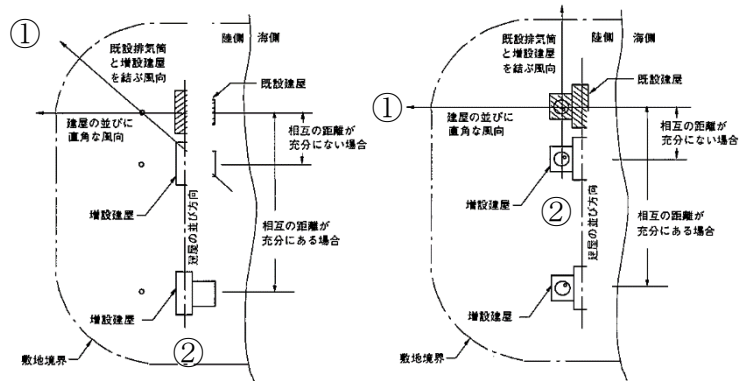 ①
既設排気筒
と増設建屋
を結ぶ風向
陸側
海側
既設建屋
建屋の並びに
直角な風向
相互の距離が
充分にない場合
増設建屋
建屋の並び方向
相互の距離が
充分にある場合
増設建屋
②
敷地境界
既設排気筒
と増設建屋
を結ぶ風向
陸側
海側
既設建屋
①
建屋の並びに
直角な風向
相互の距離が
充分にない場合
増設建屋
②
建屋の並び方向
相互の距離が
充分にある場合
増設建屋
敷地境界